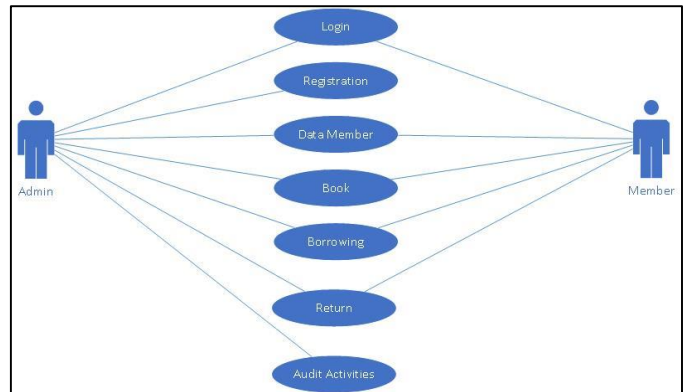 Login
Registration
Data Member
Book
Borrowing
Return
Audit Activities
Admin
Member